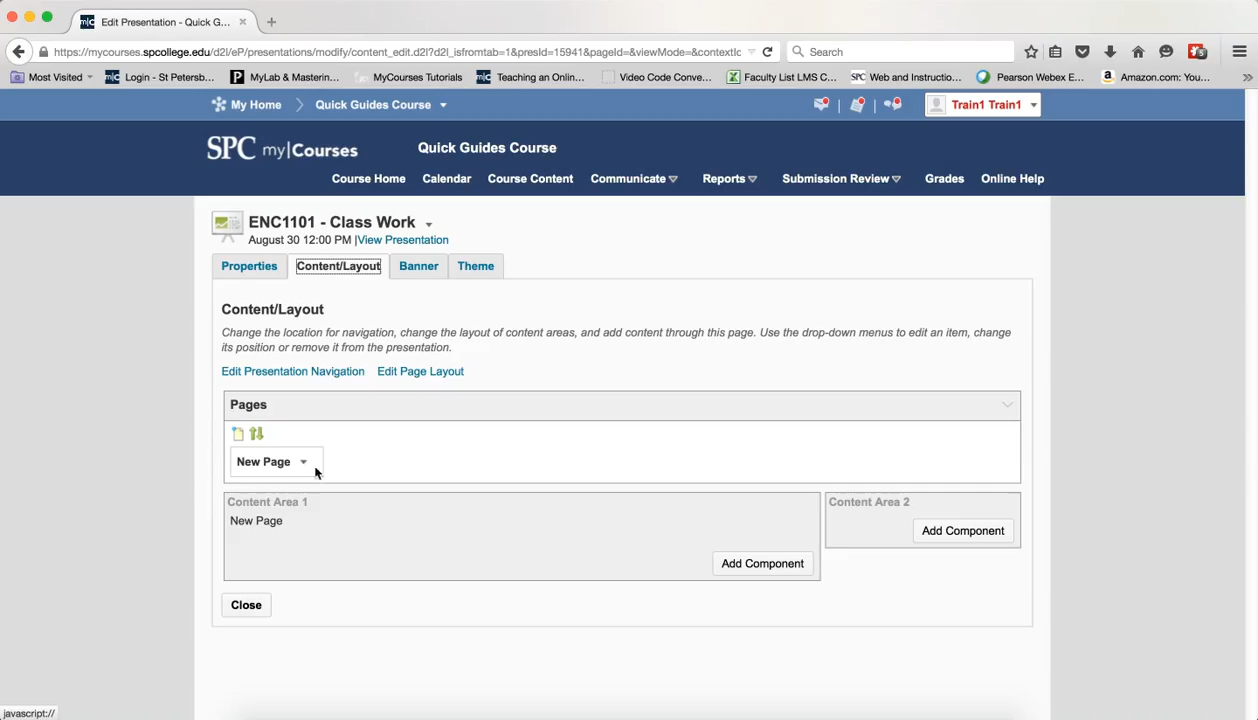 Edit Presentation - Quick G...
https://mycourses.spcollege.edu/d2l/eP/presentations/modify/content_edit.d2l?d2l_isfromtab=1&presId=15941&pageId=&viewMode=&contextIc
Search
Most Visited
Login - St Petersb...
MyLab & Masterin...
MyCourses Tutorials
Teaching an Onlin...
Video Code Conve...
Faculty List LMS C...
SPC Web and Instructio...
Pearson Webex E...
Amazon.com: You...
My Home
Quick Guides Course
Train1 Train1
SPC my|Courses
Quick Guides Course
Course Home
Calendar
Course Content
Communicate
Reports
Submission Review
Grades
Online Help
ENC1101 - Class Work
August 30 12:00 PM |View Presentation
Properties
Content/Layout
Banner
Theme
Content/Layout
Change the location for navigation, change the layout of content areas, and add content through this page. Use the drop-down menus to edit an item, change
its position or remove it from the presentation.
Edit Presentation Navigation
Edit Page Layout
Pages
New Page
Content Area 1
New Page
Add Component
Content Area 2
Add Component
Close
javascript://